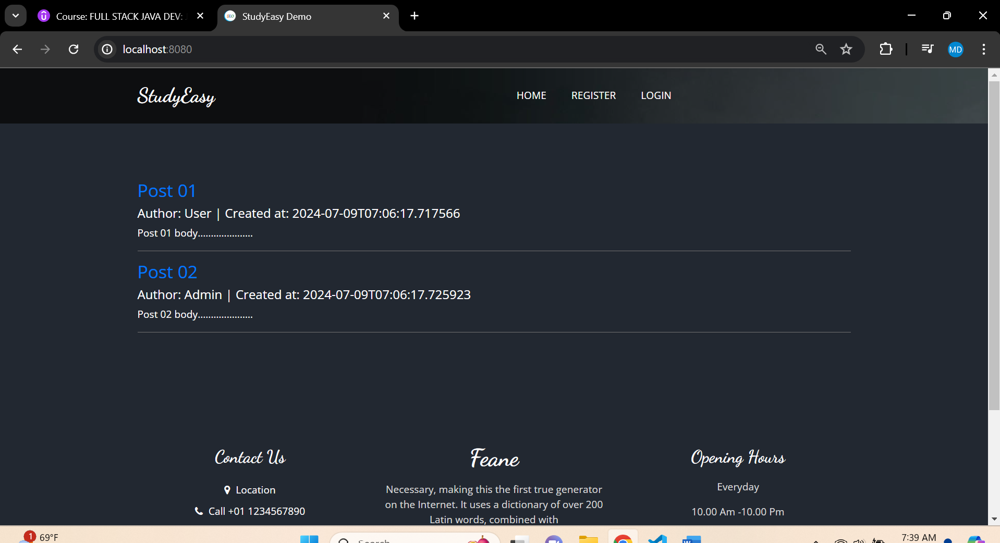 Course: FULL STACK JAVA DEV:
StudyEasy Demo
localhost:8080
MD
StudyEasy
HOME REGISTER LOGIN
Post 01
Author: User | Created at: 2024-07-09T07:06:17.717566
Post 01 body.....................
Post 02
Author: Admin | Created at: 2024-07-09T07:06:17.725923
Post 02 body.....................
Contact Us
Location
Call +01 1234567890
Feane
Necessary, making this the first true generator
on the Internet. It uses a dictionary of over 200
Latin words, combined with
Opening Hours
Everyday
10.00 Am -10.00 Pm
1
69°F
Search
7:39 AM